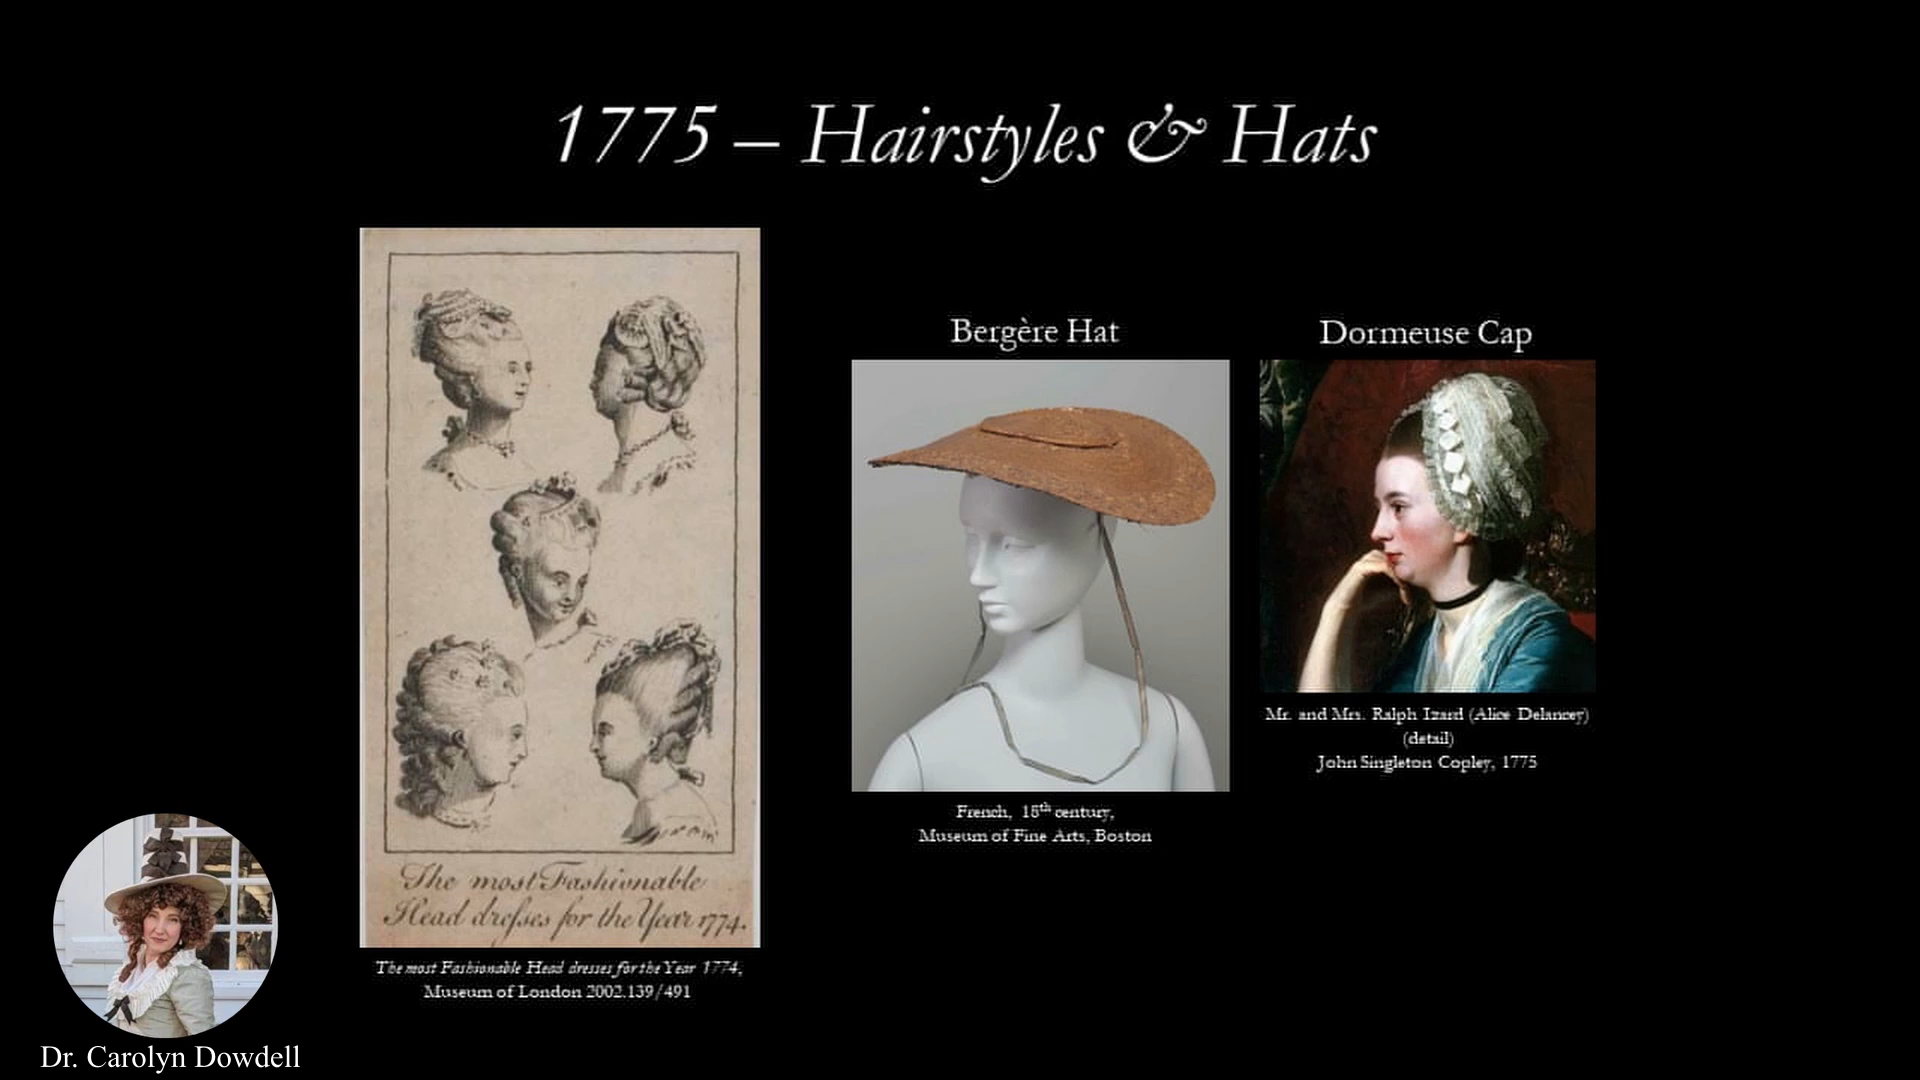 1775 – Hairstyles & Hats
The most Fashionable
Head dresses for the Year 1774.
The most Fashionable Head dresses for the Year 1774,
Museum of London 2002.139/491
Bergère Hat
French, 18th century,
Museum of Fine Arts, Boston
Dormeuse Cap
Mr. and Mrs. Ralph Izard (Alice Delancey)
(detail)
John Singleton Copley, 1775
Dr. Carolyn Dowdell